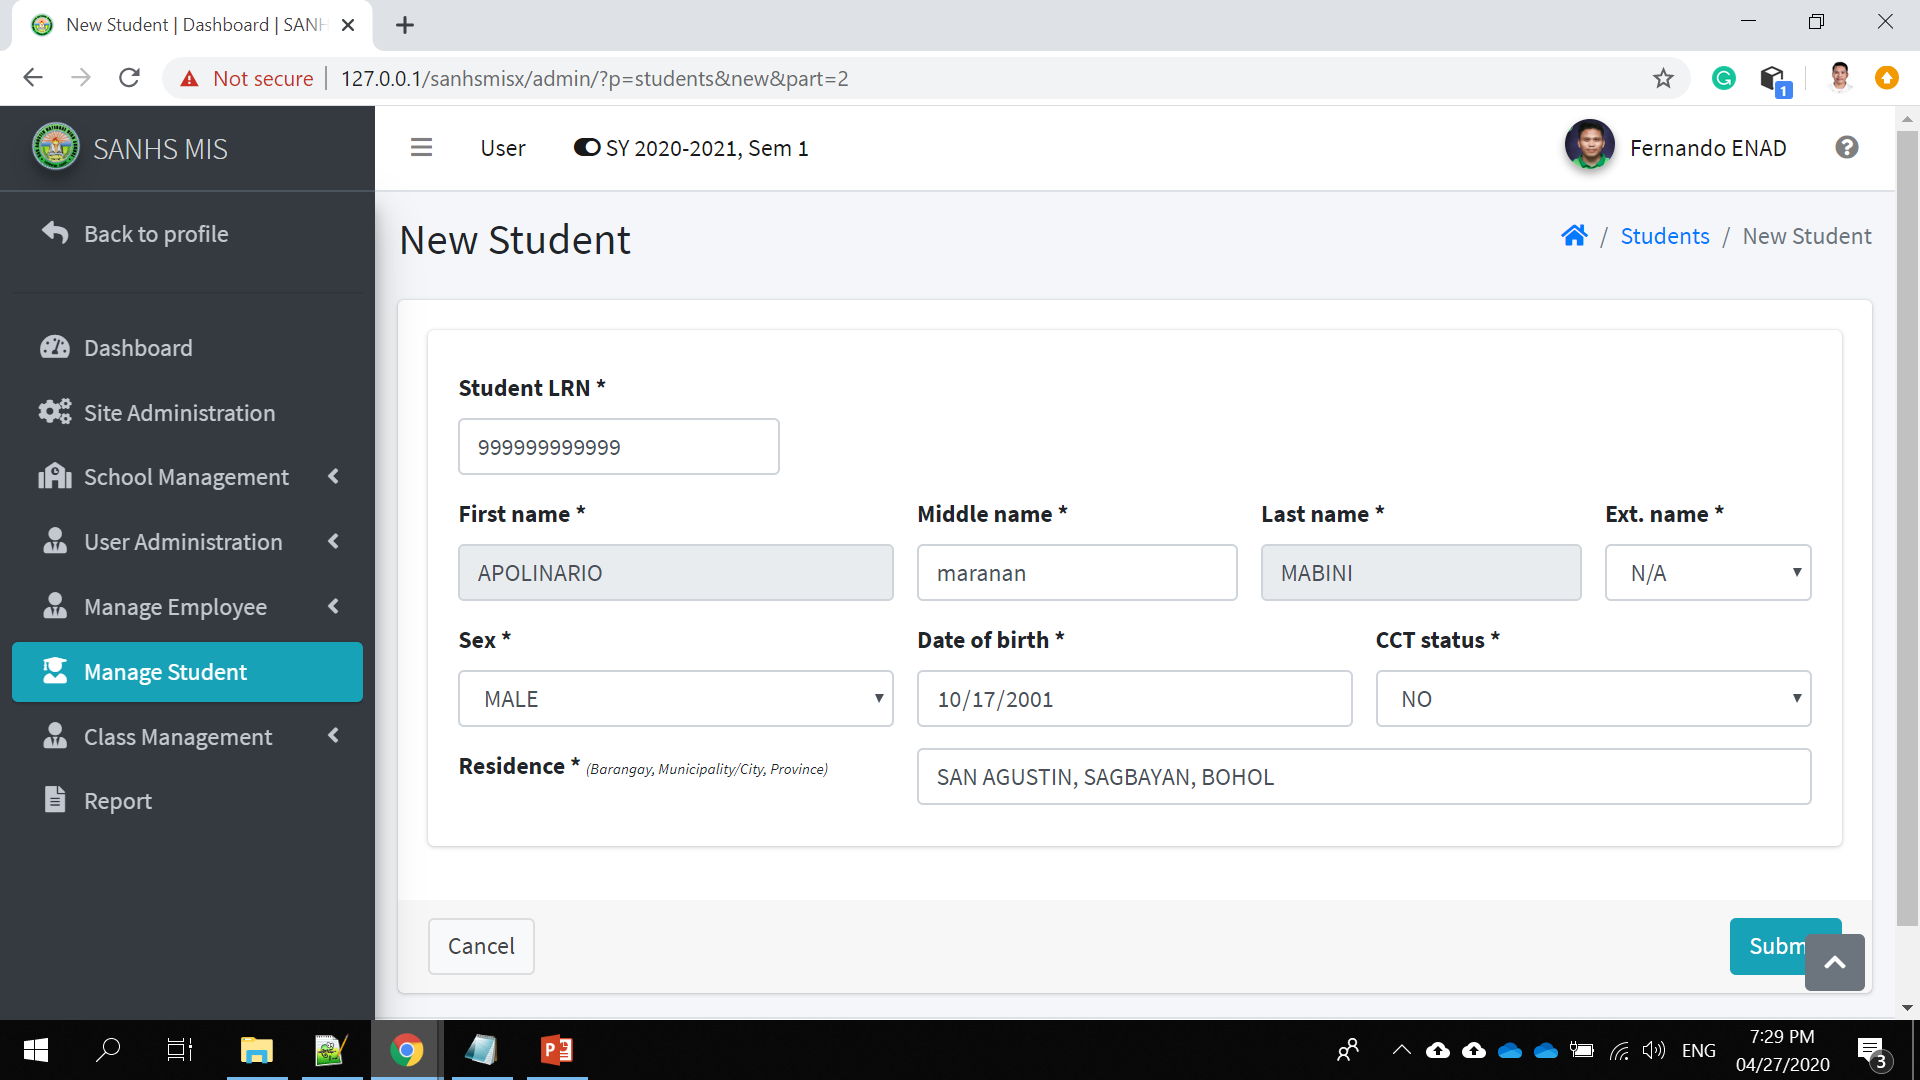 New Student | Dashboard | SANH
Not secure
127.0.0.1/sanhsmisx/admin/?p=students&new&part=2
1
SANHS MIS
User
SY 2020-2021, Sem 1
Fernando ENAD
Back to profile
New Student
/ Students / New Student
Dashboard
Site Administration
School Management
User Administration
Manage Employee
Manage Student
Class Management
Report
Student LRN *
999999999999
First name *
Middle name *
Last name *
Ext. name *
APOLINARIO
maranan
MABINI
N/A
Sex *
Date of birth *
CCT status *
MALE
10/17/2001
NO
Residence * (Barangay, Municipality/City, Province)
SAN AGUSTIN, SAGBAYAN, BOHOL
Cancel
Subm
ENG
7:29 PM
04/27/2020
3